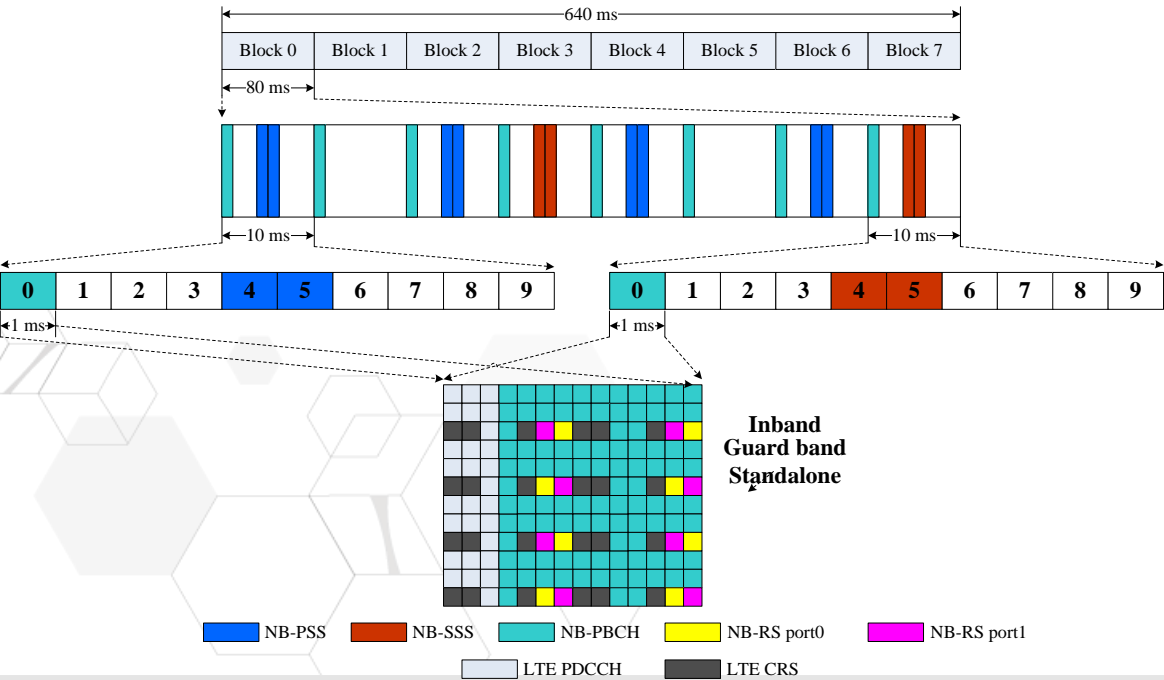 640 ms
Block 0 Block 1 Block 2 Block 3 Block 4 Block 5 Block 6 Block 7
80 ms
10 ms 10 ms
0 1 2 3 4 5 6 7 8 9 0 1 2 3 4 5 6 7 8 9
1 ms 1 ms
Inband
Guard band
Standalone
NB-PSS NB-SSS NB-PBCH NB-RS port0 NB-RS port1
LTE PDCCH LTE CRS